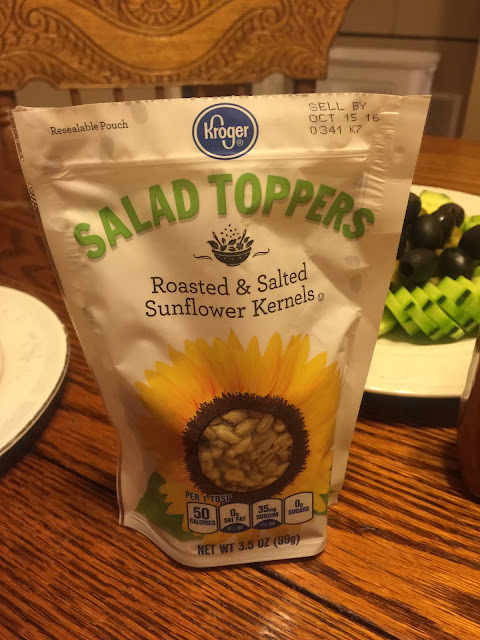 SELL BY
OCT 15 16
0341 K7
Resealable Pouch
Kroger
SALAD TOPPERS
Roasted & Salted
Sunflower Kernels
PER 1 TBSP
50 CALORIES
0g SAT FAT
35mg SODIUM
0g SUGARS
NET WT 3.5 OZ (99g)